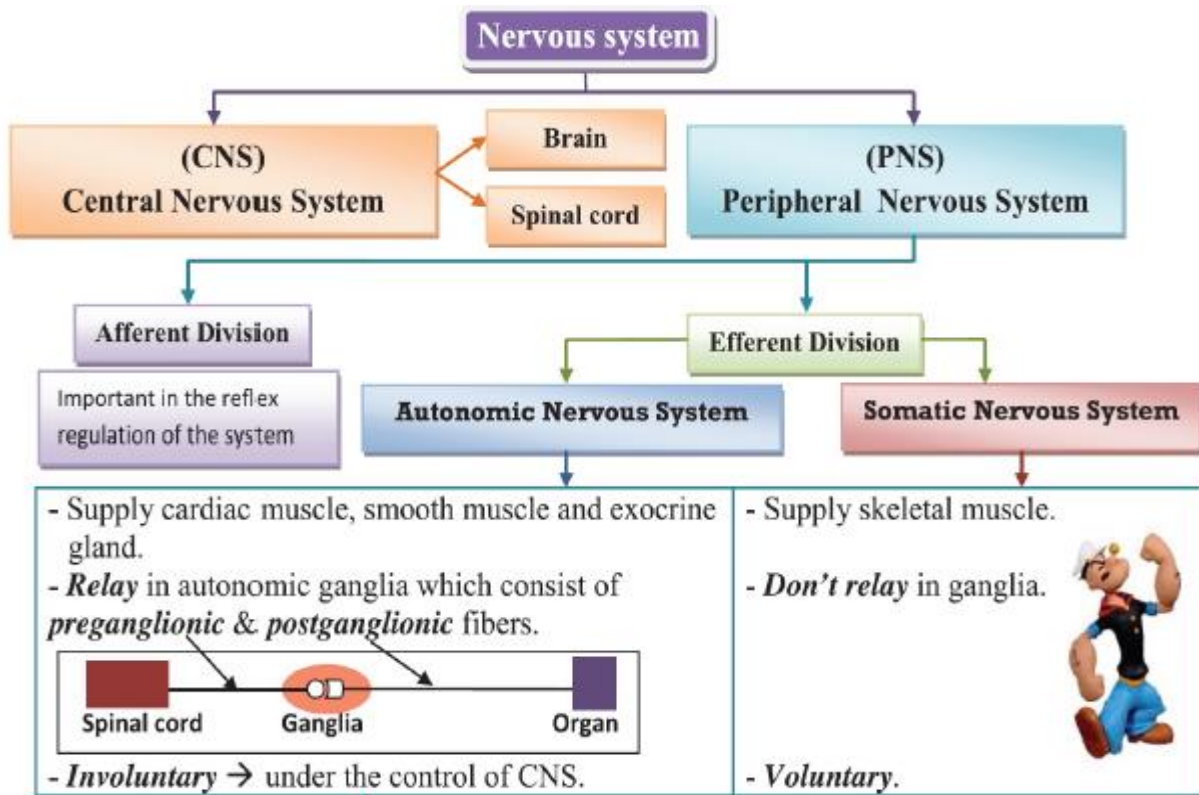 Nervous system
(CNS)
Central Nervous System
Brain
Spinal cord
(PNS)
Peripheral Nervous System
Afferent Division
Important in the reflex
regulation of the system
Efferent Division
Autonomic Nervous System
Somatic Nervous System
- Supply cardiac muscle, smooth muscle and exocrine
gland.
- Relay in autonomic ganglia which consist of
preganglionic & postganglionic fibers.
Spinal cord
Ganglia
Organ
- Involuntary → under the control of CNS.
- Supply skeletal muscle.
- Don't relay in ganglia.
- Voluntary.